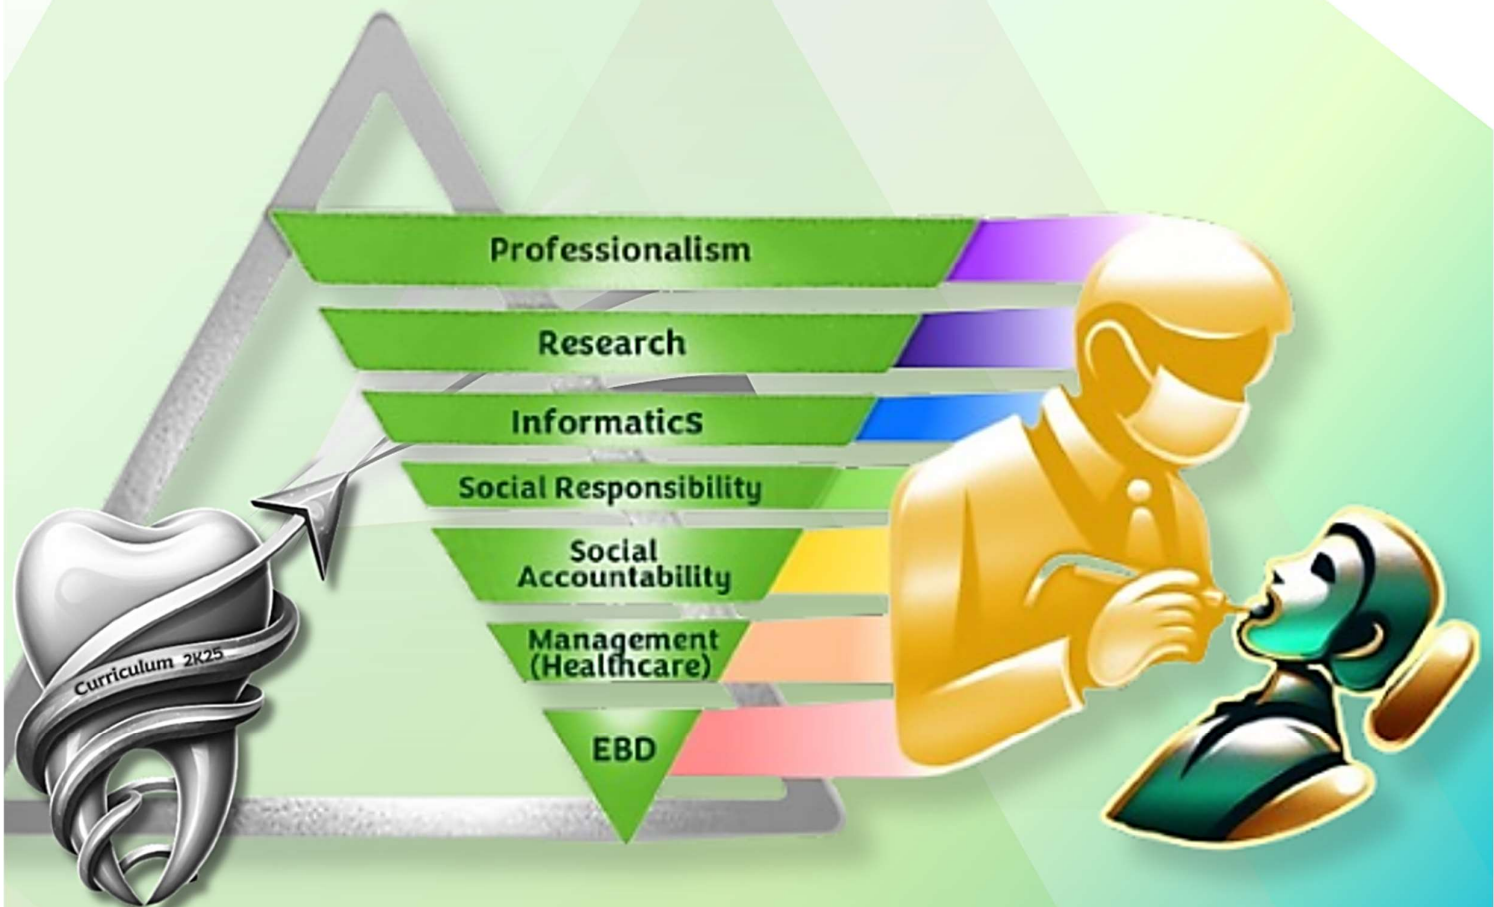 Professionalism
Research
InformaticS
Social Responsibility
Social
Accountability
Management
(Healthcare)
EBD
Curriculum 2K25